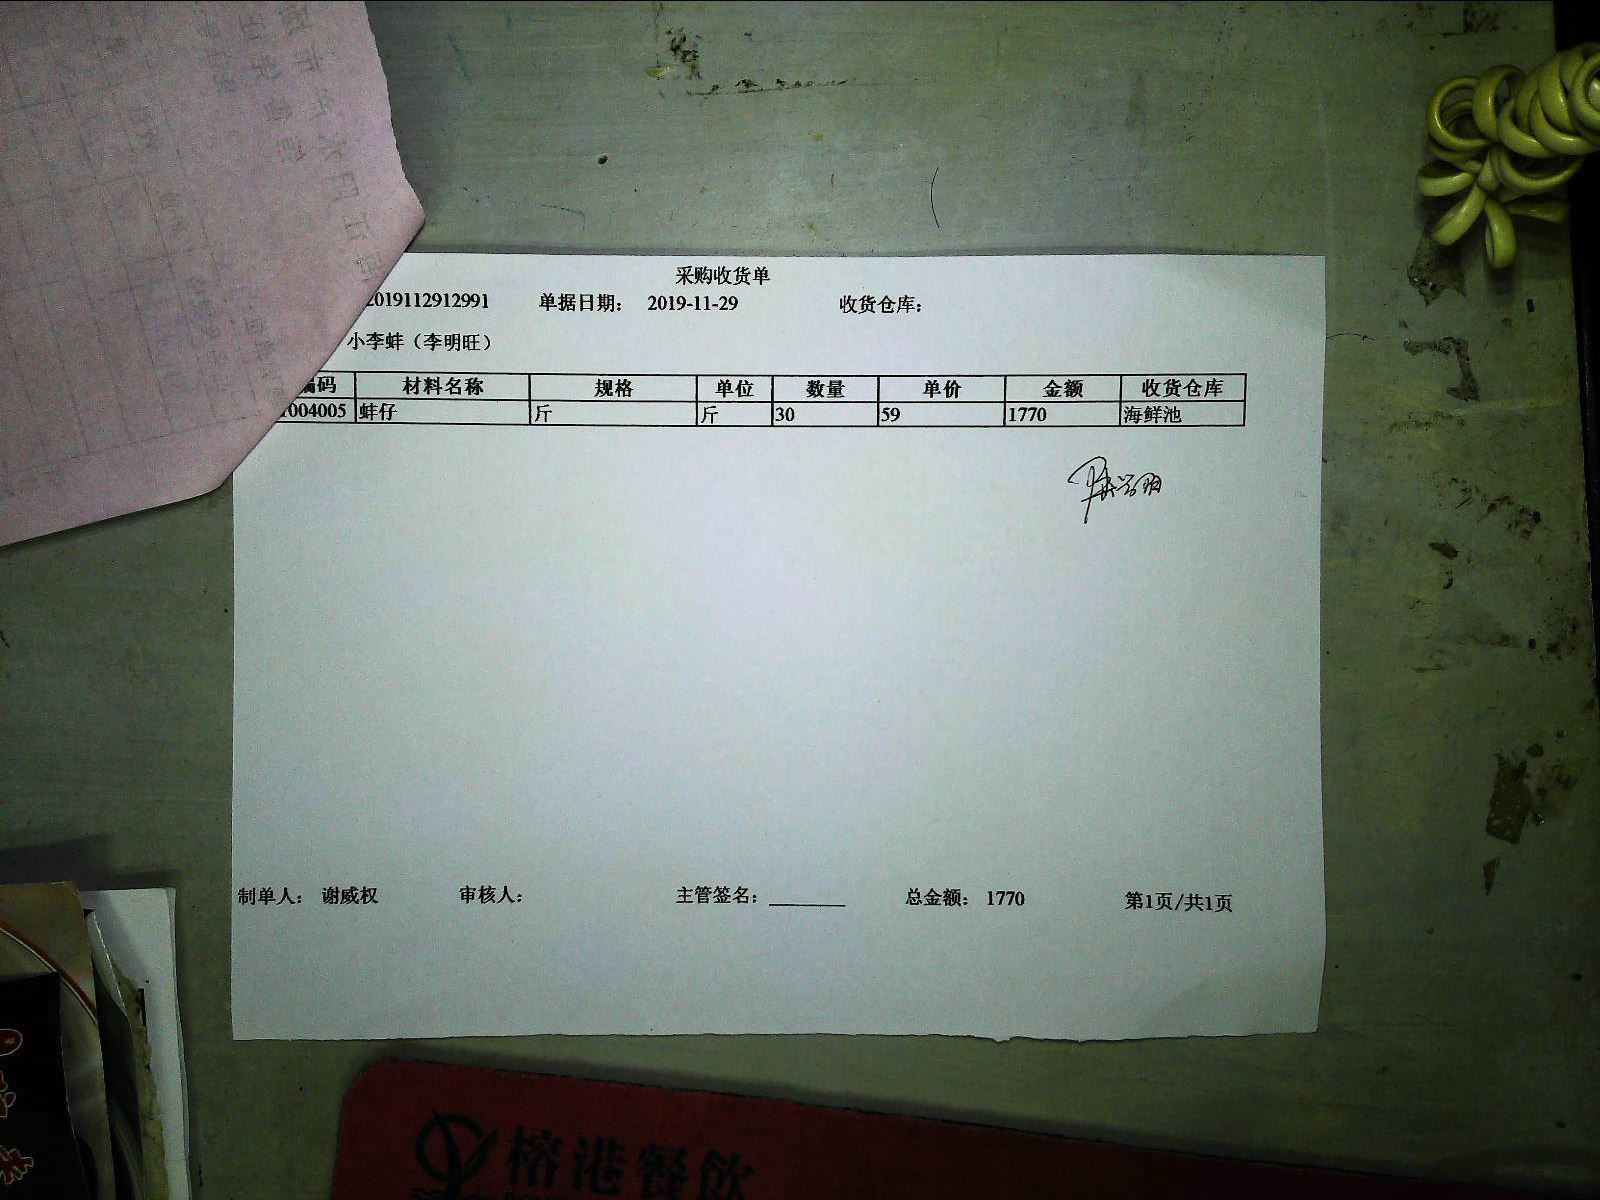 采购收货单
2019112912991 单据日期： 2019-11-29 收货仓库：
小李蚌（李明旺）
编码 材料名称 规格 单位 数量 单价 金额 收货仓库
1004005 蚌仔 斤 斤 30 59 1770 海鲜池
制单人： 谢威权 审核人： 主管签名： 总金额： 1770 第1页/共1页
榕港餐飲